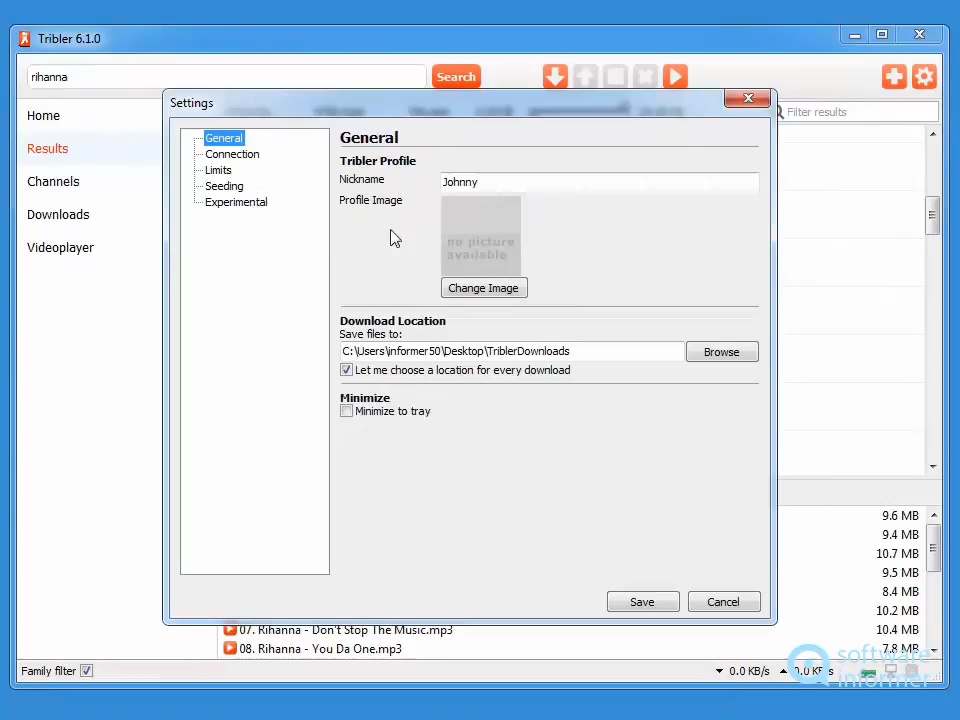 Tribler 6.1.0
rihanna
Search
Filter results
Home
Results
Channels
Downloads
Videoplayer
Settings
General
Connection
Limits
Seeding
Experimental
General
Tribler Profile
Nickname
Johnny
Profile Image
no picture
available
Change Image
Download Location
Save files to:
C:\Users\informer50\Desktop\TriblerDownloads
Browse
Let me choose a location for every download
Minimize
Minimize to tray
Save
Cancel
9.6 MB
9.4 MB
10.7 MB
9.5 MB
8.4 MB
10.2 MB
07. Rihanna - Don't Stop The Music.mp3
10.4 MB
08. Rihanna - You Da One.mp3
7.8 MB
Family filter
0.0 KB/s
0.0 KB/s
software
informer